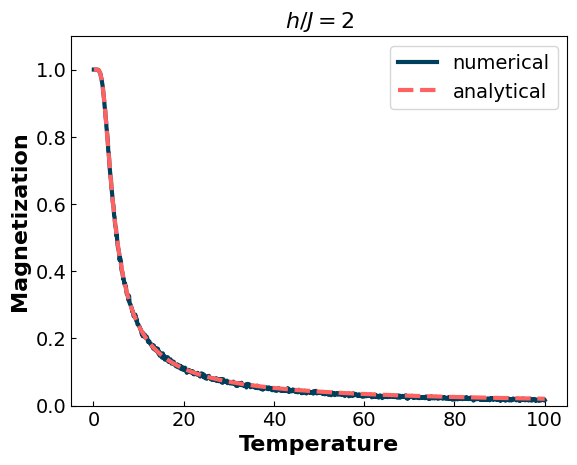 h/J = 2
numerical
analytical
Magnetization
1.0
0.8
0.6
0.4
0.2
0.0
0 20 40 60 80 100
Temperature